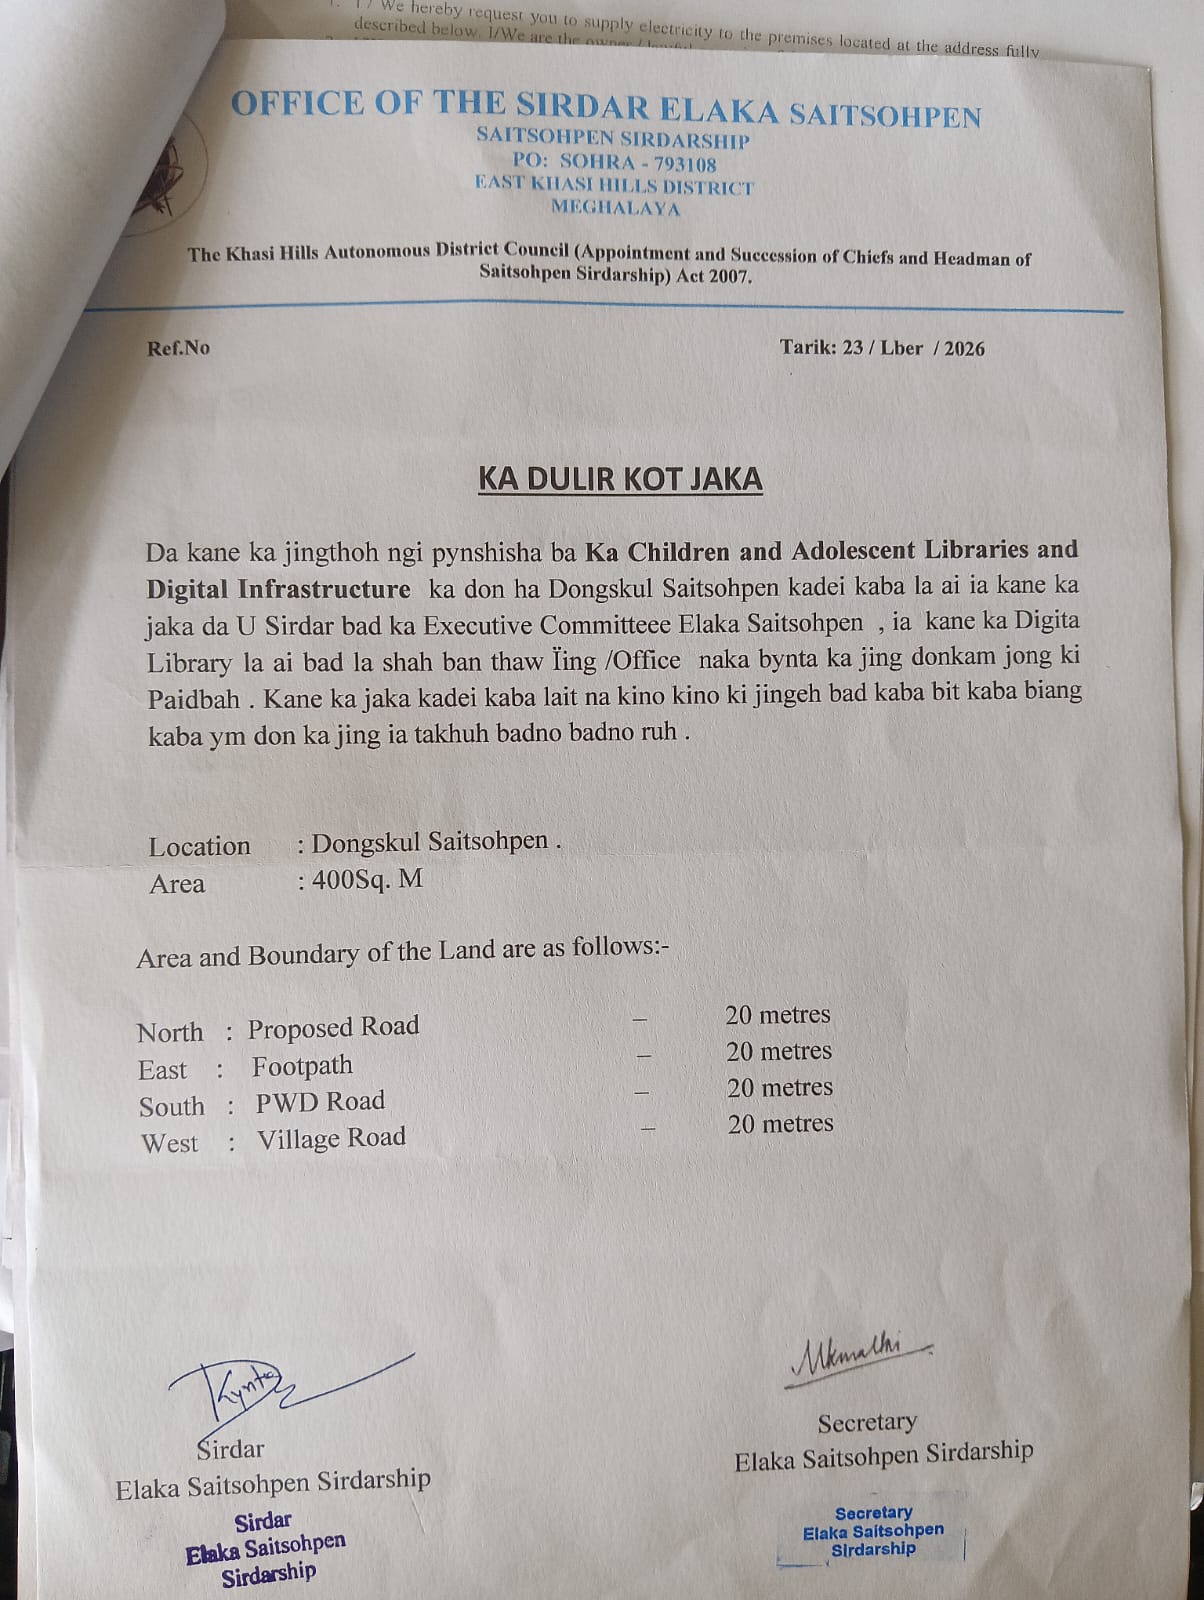 1. I / We hereby request you to supply electricity to the premises located at the address fully
described below. I/We are the owner /
OFFICE OF THE SIRDAR ELAKA SAITSOHPEN
SAITSOHPEN SIRDARSHIP
PO: SOHRA - 793108
EAST KHASI HILLS DISTRICT
MEGHALAYA
The Khasi Hills Autonomous District Council (Appointment and Succession of Chiefs and Headman of
Saitsohpen Sirdarship) Act 2007.
Ref.No Tarik: 23 / Lber / 2026
KA DULIR KOT JAKA
Da kane ka jingthoh ngi pynshisha ba Ka Children and Adolescent Libraries and
Digital Infrastructure ka don ha Dongskul Saitsohpen kadei kaba la ai ia kane ka
jaka da U Sirdar bad ka Executive Committeee Elaka Saitsohpen , ia kane ka Digita
Library la ai bad la shah ban thaw Ïing /Office naka bynta ka jing donkam jong ki
Paidbah . Kane ka jaka kadei kaba lait na kino kino ki jingeh bad kaba bit kaba biang
kaba ym don ka jing ia takhuh badno badno ruh .
Location : Dongskul Saitsohpen .
Area : 400Sq. M
Area and Boundary of the Land are as follows:-
North : Proposed Road – 20 metres
East : Footpath – 20 metres
South : PWD Road – 20 metres
West : Village Road – 20 metres
Sirdar
Elaka Saitsohpen Sirdarship
Sirdar
Elaka Saitsohpen
Sirdarship
Secretary
Elaka Saitsohpen Sirdarship
Secretary
Elaka Saitsohpen
Sirdarship